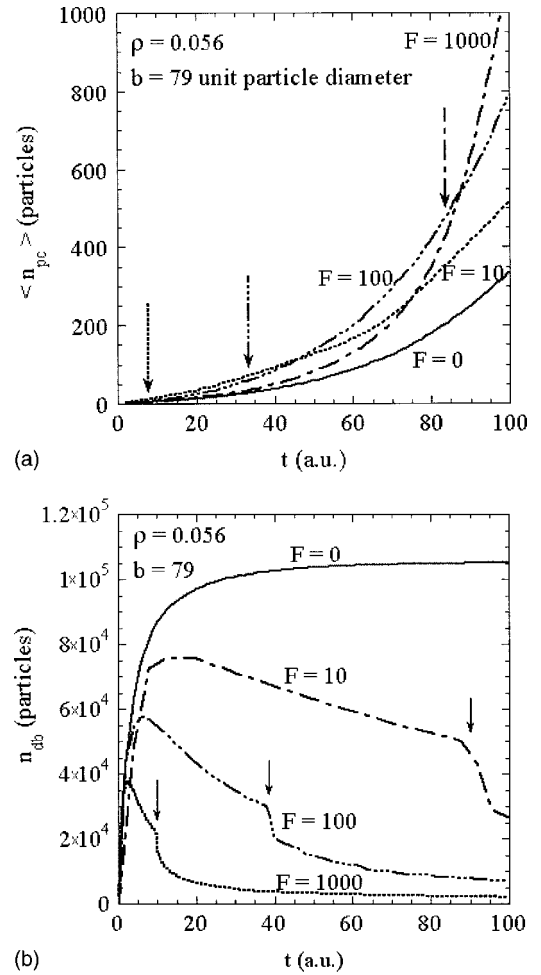 1000
800
600
400
200
0
< n_pc > (particles)
ρ = 0.056
b = 79 unit particle diameter
F = 1000
F = 100
F = 10
F = 0
0 20 40 60 80 100
t (a.u.)
(a)
1.2×10^5
1×10^5
8×10^4
6×10^4
4×10^4
2×10^4
0
n_db (particles)
ρ = 0.056
b = 79
F = 0
F = 10
F = 100
F = 1000
0 20 40 60 80 100
t (a.u.)
(b)